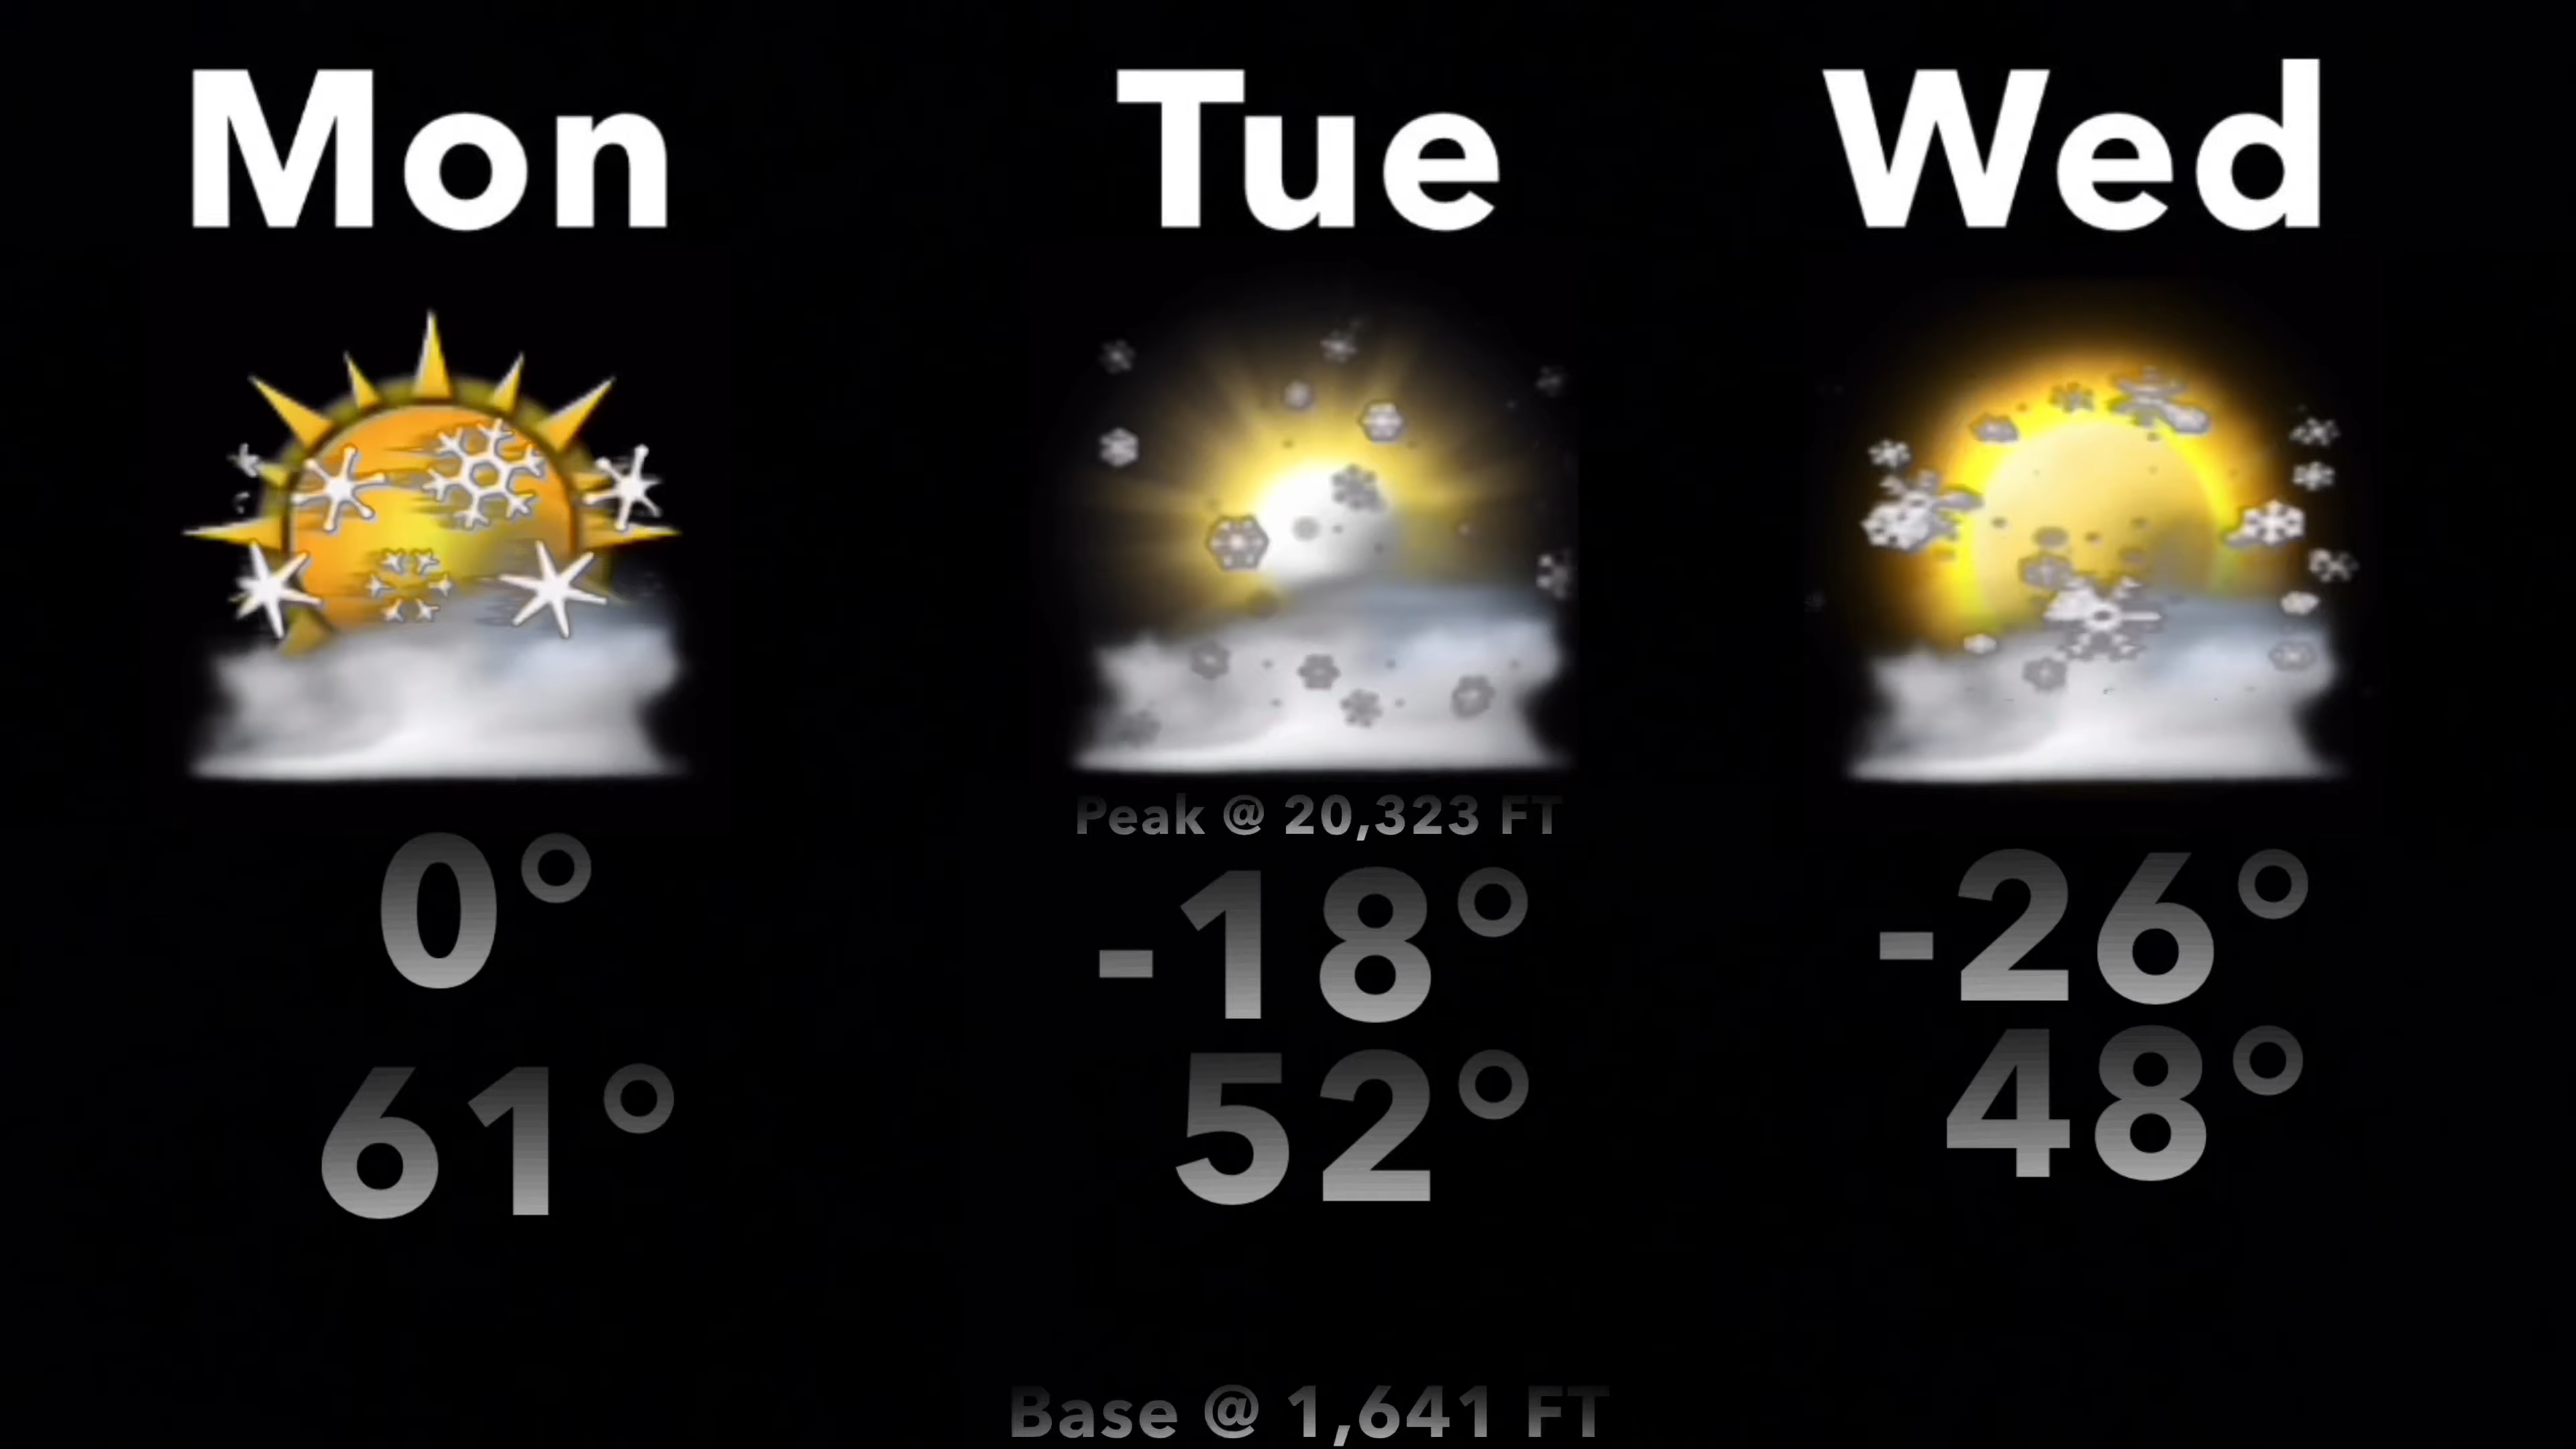 Mon Tue Wed
Peak @ 20,323 FT
0° -18° -26°
61° 52° 48°
Base @ 1,641 FT